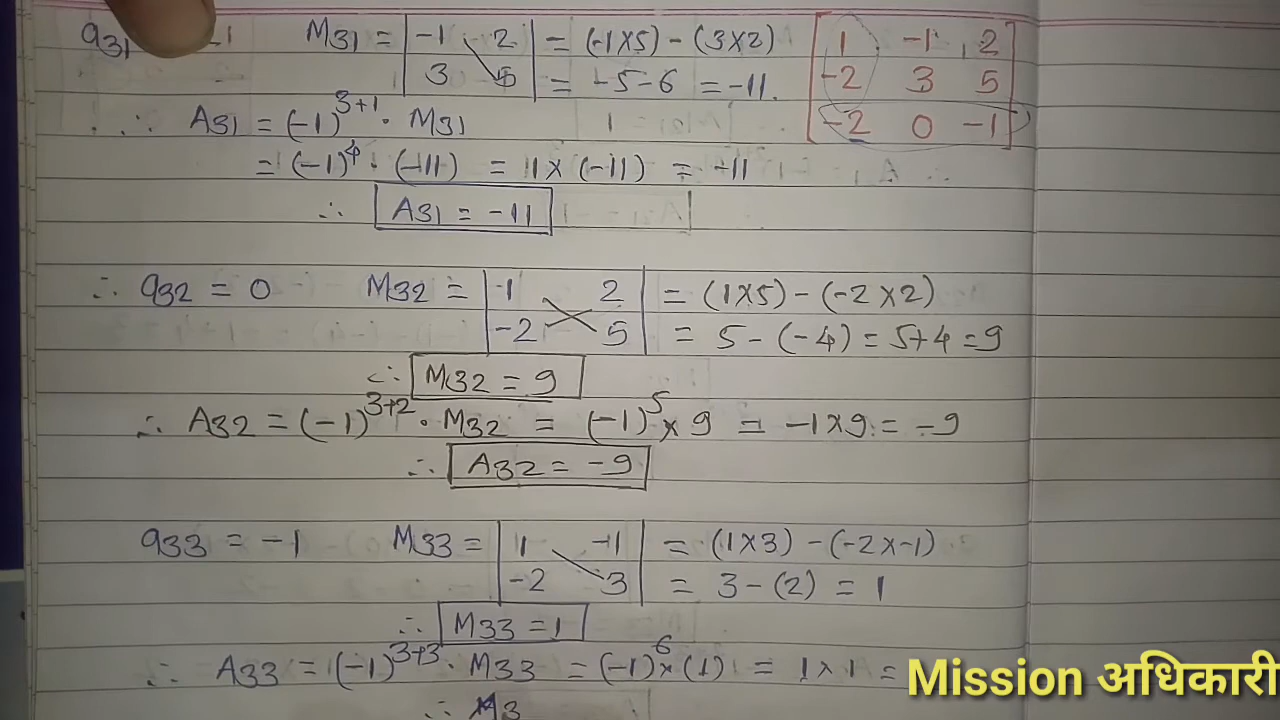 a31 -1 M31 = | -1 2 | = (-1×5) - (3×2) [ 1 -1 2
| 3 5 | = -5-6 = -11. -2 3 5
∴ A31 = (-1)^3+1 · M31 -2 0 -1 ]
= (-1)^4 · (-11) = 1 × (-11) = -11
∴ A31 = -11
∴ a32 = 0 M32 = | 1 2 | = (1×5) - (-2×2)
| -2 5 | = 5 - (-4) = 5+4 = 9
∴ M32 = 9
∴ A32 = (-1)^3+2 · M32 = (-1)^5 × 9 = -1×9 = -9
∴ A32 = -9
a33 = -1 M33 = | 1 -1 | = (1×3) - (-2×-1)
| -2 3 | = 3 - (2) = 1
∴ M33 = 1
∴ A33 = (-1)^3+3 · M33 = (-1)^6 × (1) = 1×1 =
Mission अधिकारी